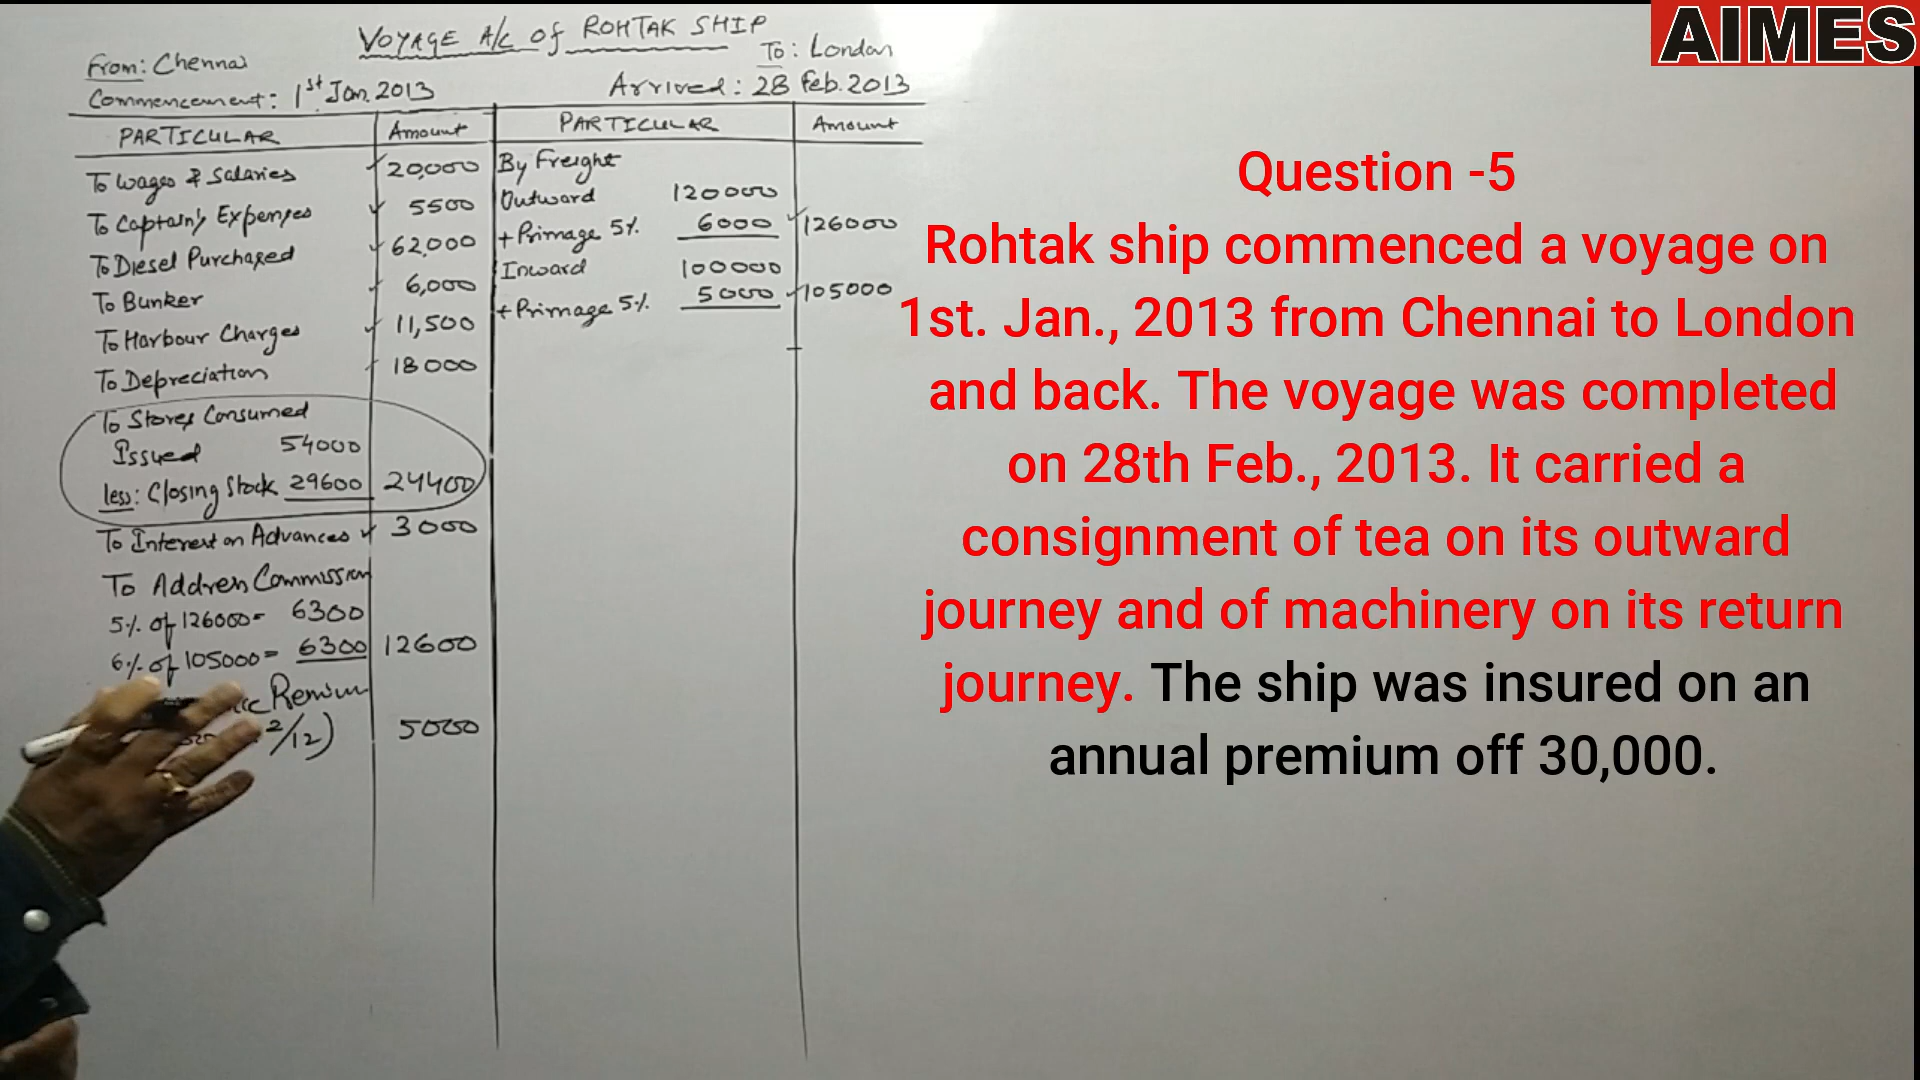 AIMES
VOYAGE A/C of ROHTAK SHIP
From: Chennai
To: London
Commencement: 1st Jan. 2013
Arrived: 28 Feb. 2013
PARTICULAR Amount PARTICULAR Amount
To Wages & Salaries 20,000
To Captain's Expenses 5500
To Diesel Purchased 62,000
To Bunker 6,000
To Harbour Charges 11,500
To Depreciation 18000
To Stores Consumed
Issued 54000
less: Closing Stock 29600 24400
To Interest on Advances 3000
To Address Commission
5% of 126000= 6300
6% of 105000= 6300 12600
Premium
2/12) 5000
By Freight
Outward 120000
+ Primage 5% 6000 126000
Inward 100000
+ Primage 5% 5000 105000
Question -5
Rohtak ship commenced a voyage on
1st. Jan., 2013 from Chennai to London
and back. The voyage was completed
on 28th Feb., 2013. It carried a
consignment of tea on its outward
journey and of machinery on its return
journey. The ship was insured on an
annual premium off 30,000.